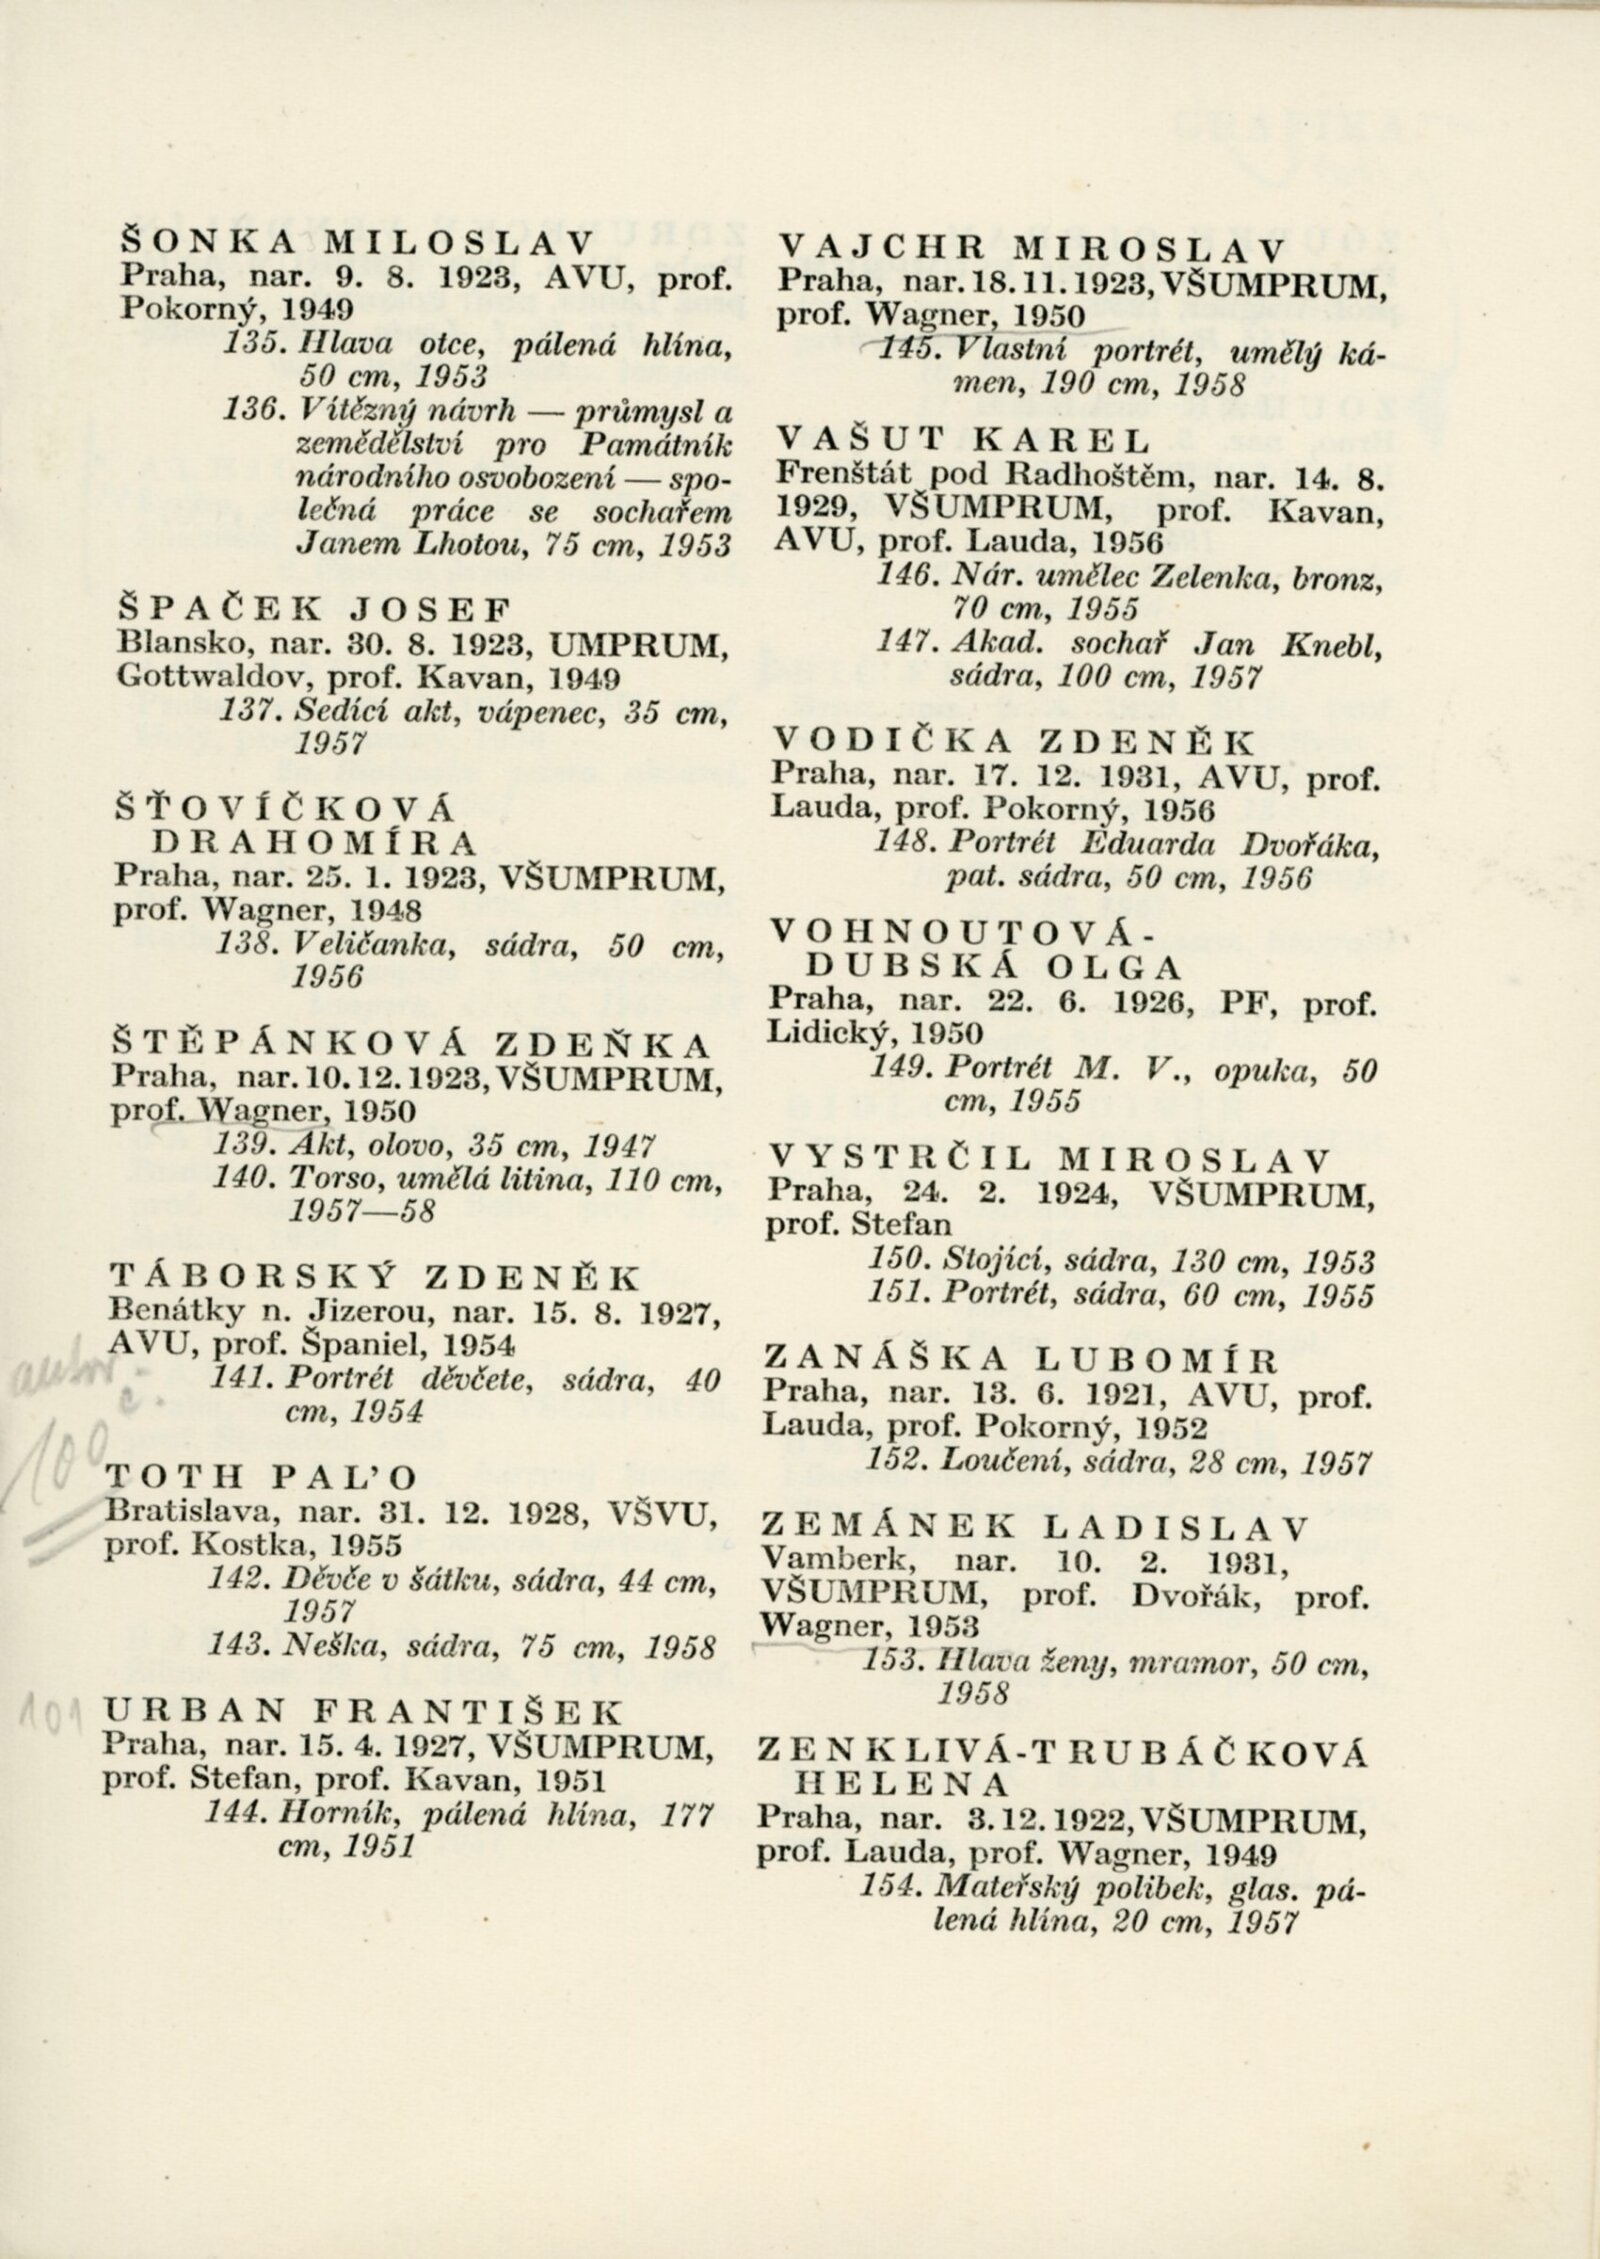 ŠONKA MILOSLAV
Praha, nar. 9. 8. 1923, AVU, prof.
Pokorný, 1949
135. Hlava otce, pálená hlína,
50 cm, 1953
136. Vítězný návrh — průmysl a
zemědělství pro Památník
národního osvobození — spo-
lečná práce se sochařem
Janem Lhotou, 75 cm, 1953
ŠPAČEK JOSEF
Blansko, nar. 30. 8. 1923, UMPRUM,
Gottwaldov, prof. Kavan, 1949
137. Sedící akt, vápenec, 35 cm,
1957
ŠŤOVÍČKOVÁ
DRAHOMÍRA
Praha, nar. 25. 1. 1923, VŠUMPRUM,
prof. Wagner, 1948
138. Veličanka, sádra, 50 cm,
1956
ŠTĚPÁNKOVÁ ZDEŇKA
Praha, nar. 10. 12. 1923, VŠUMPRUM,
prof. Wagner, 1950
139. Akt, olovo, 35 cm, 1947
140. Torso, umělá litina, 110 cm,
1957—58
TÁBORSKÝ ZDENĚK
Benátky n. Jizerou, nar. 15. 8. 1927,
AVU, prof. Španiel, 1954
141. Portrét děvčete, sádra, 40
cm, 1954
autor
č.
100
TOTH PAL’O
Bratislava, nar. 31. 12. 1928, VŠVU,
prof. Kostka, 1955
142. Děvče v šátku, sádra, 44 cm,
1957
143. Neška, sádra, 75 cm, 1958
101
URBAN FRANTIŠEK
Praha, nar. 15. 4. 1927, VŠUMPRUM,
prof. Stefan, prof. Kavan, 1951
144. Horník, pálená hlína, 177
cm, 1951
VAJCHR MIROSLAV
Praha, nar. 18. 11. 1923, VŠUMPRUM,
prof. Wagner, 1950
145. Vlastní portrét, umělý ká-
men, 190 cm, 1958
VAŠUT KAREL
Frenštát pod Radhoštěm, nar. 14. 8.
1929, VŠUMPRUM, prof. Kavan,
AVU, prof. Lauda, 1956
146. Nár. umělec Zelenka, bronz,
70 cm, 1955
147. Akad. sochař Jan Knebl,
sádra, 100 cm, 1957
VODIČKA ZDENĚK
Praha, nar. 17. 12. 1931, AVU, prof.
Lauda, prof. Pokorný, 1956
148. Portrét Eduarda Dvořáka,
pat. sádra, 50 cm, 1956
VOHNOUTOVÁ-
DUBSKÁ OLGA
Praha, nar. 22. 6. 1926, PF, prof.
Lidický, 1950
149. Portrét M. V., opuka, 50
cm, 1955
VYSTRČIL MIROSLAV
Praha, 24. 2. 1924, VŠUMPRUM,
prof. Stefan
150. Stojící, sádra, 130 cm, 1953
151. Portrét, sádra, 60 cm, 1955
ZANÁŠKA LUBOMÍR
Praha, nar. 13. 6. 1921, AVU, prof.
Lauda, prof. Pokorný, 1952
152. Loučení, sádra, 28 cm, 1957
ZEMÁNEK LADISLAV
Vamberk, nar. 10. 2. 1931,
VŠUMPRUM, prof. Dvořák, prof.
Wagner, 1953
153. Hlava ženy, mramor, 50 cm,
1958
ZENKLIVÁ-TRUBÁČKOVÁ
HELENA
Praha, nar. 3. 12. 1922, VŠUMPRUM,
prof. Lauda, prof. Wagner, 1949
154. Mateřský polibek, glas. pá-
lená hlína, 20 cm, 1957